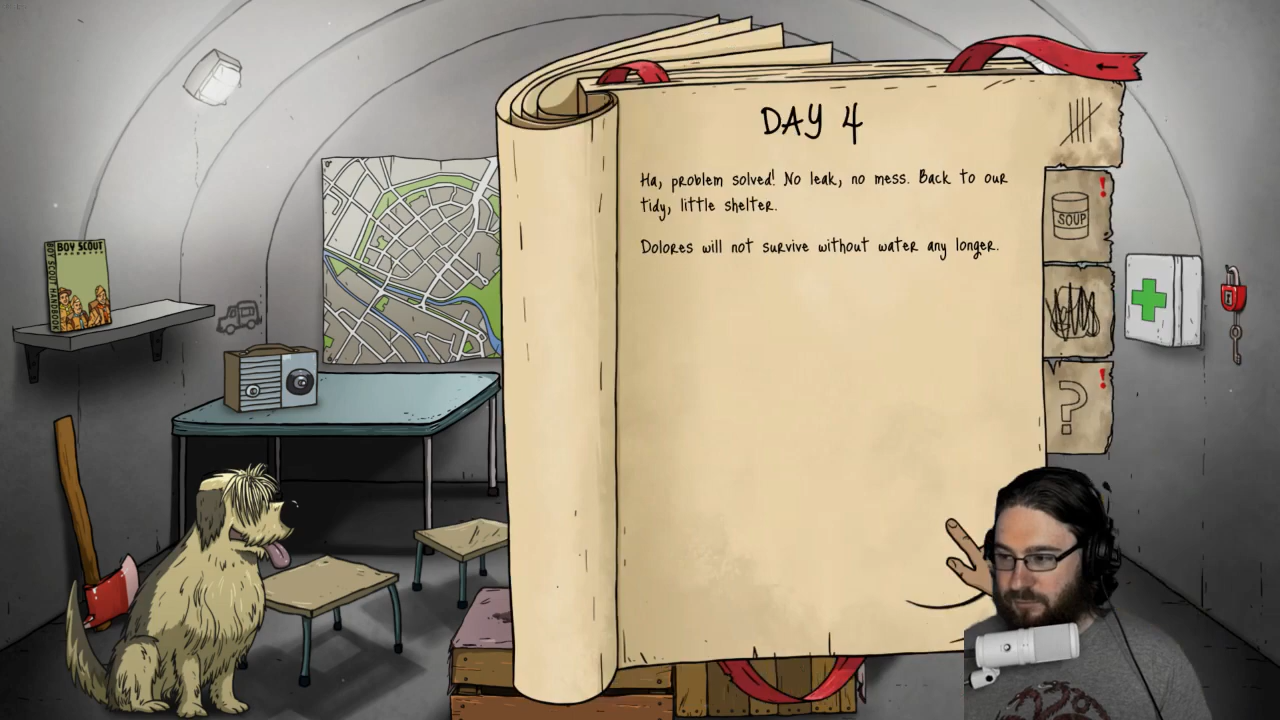 DAY 4
Ha, problem solved! No leak, no mess. Back to our
tidy, little shelter.
Dolores will not survive without water any longer.
SOUP
BOY SCOUT
HANDBOOK
BOY SCOUT HANDBOOK